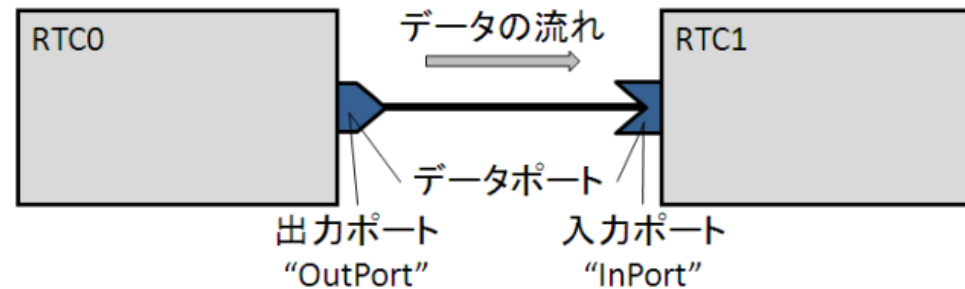 RTC0
データの流れ
RTC1
データポート
出力ポート
“OutPort”
入力ポート
“InPort”